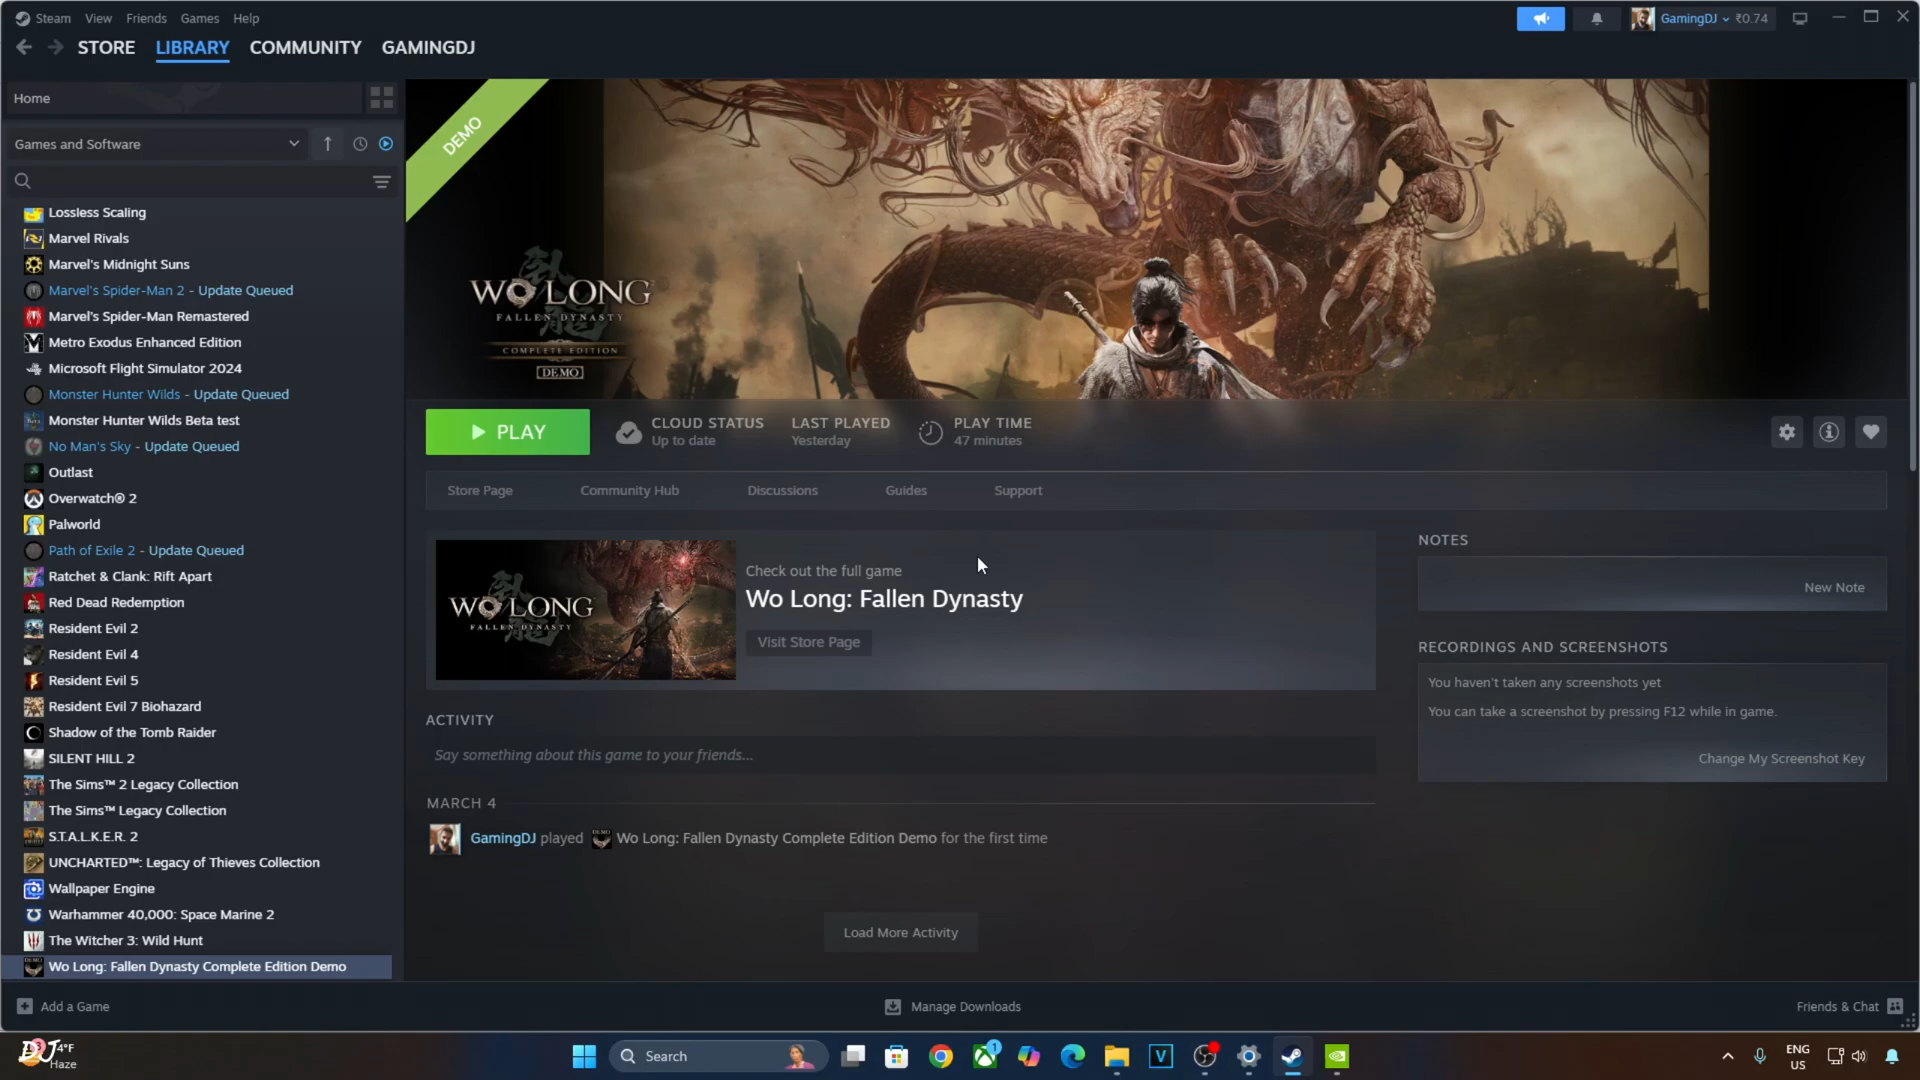 Steam View Friends Games Help
GamingDJ ₹0.74
STORE LIBRARY COMMUNITY GAMINGDJ
Home
Games and Software
Lossless Scaling
Marvel Rivals
Marvel's Midnight Suns
Marvel's Spider-Man 2 - Update Queued
Marvel's Spider-Man Remastered
Metro Exodus Enhanced Edition
Microsoft Flight Simulator 2024
Monster Hunter Wilds - Update Queued
Monster Hunter Wilds Beta test
No Man's Sky - Update Queued
Outlast
Overwatch® 2
Palworld
Path of Exile 2 - Update Queued
Ratchet & Clank: Rift Apart
Red Dead Redemption
Resident Evil 2
Resident Evil 4
Resident Evil 5
Resident Evil 7 Biohazard
Shadow of the Tomb Raider
SILENT HILL 2
The Sims™ 2 Legacy Collection
The Sims™ Legacy Collection
S.T.A.L.K.E.R. 2
UNCHARTED™: Legacy of Thieves Collection
Wallpaper Engine
Warhammer 40,000: Space Marine 2
The Witcher 3: Wild Hunt
Wo Long: Fallen Dynasty Complete Edition Demo
DEMO
臥龍
WO LONG
FALLEN DYNASTY
COMPLETE EDITION
DEMO
PLAY
CLOUD STATUS
Up to date
LAST PLAYED
Yesterday
PLAY TIME
47 minutes
Store Page Community Hub Discussions Guides Support
臥龍
WO LONG
FALLEN DYNASTY
Check out the full game
Wo Long: Fallen Dynasty
Visit Store Page
ACTIVITY
Say something about this game to your friends...
MARCH 4
GamingDJ played Wo Long: Fallen Dynasty Complete Edition Demo for the first time
Load More Activity
NOTES
New Note
RECORDINGS AND SCREENSHOTS
You haven't taken any screenshots yet
You can take a screenshot by pressing F12 while in game.
Change My Screenshot Key
Add a Game
Manage Downloads
Friends & Chat
DJ
4°F
Haze
Search
1
V
ENG
US